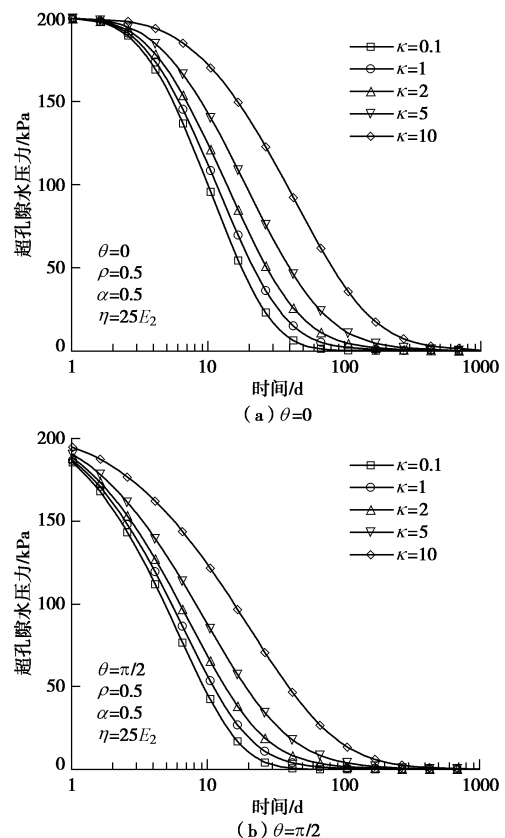 200
150
100
50
0
超孔隙水压力/kPa
κ=0.1
κ=1
κ=2
κ=5
κ=10
θ=0
ρ=0.5
α=0.5
η=25E₂
1 10 100 1000
时间/d
(a) θ=0
200
150
100
50
0
超孔隙水压力/kPa
κ=0.1
κ=1
κ=2
κ=5
κ=10
θ=π/2
ρ=0.5
α=0.5
η=25E₂
1 10 100 1000
时间/d
(b) θ=π/2